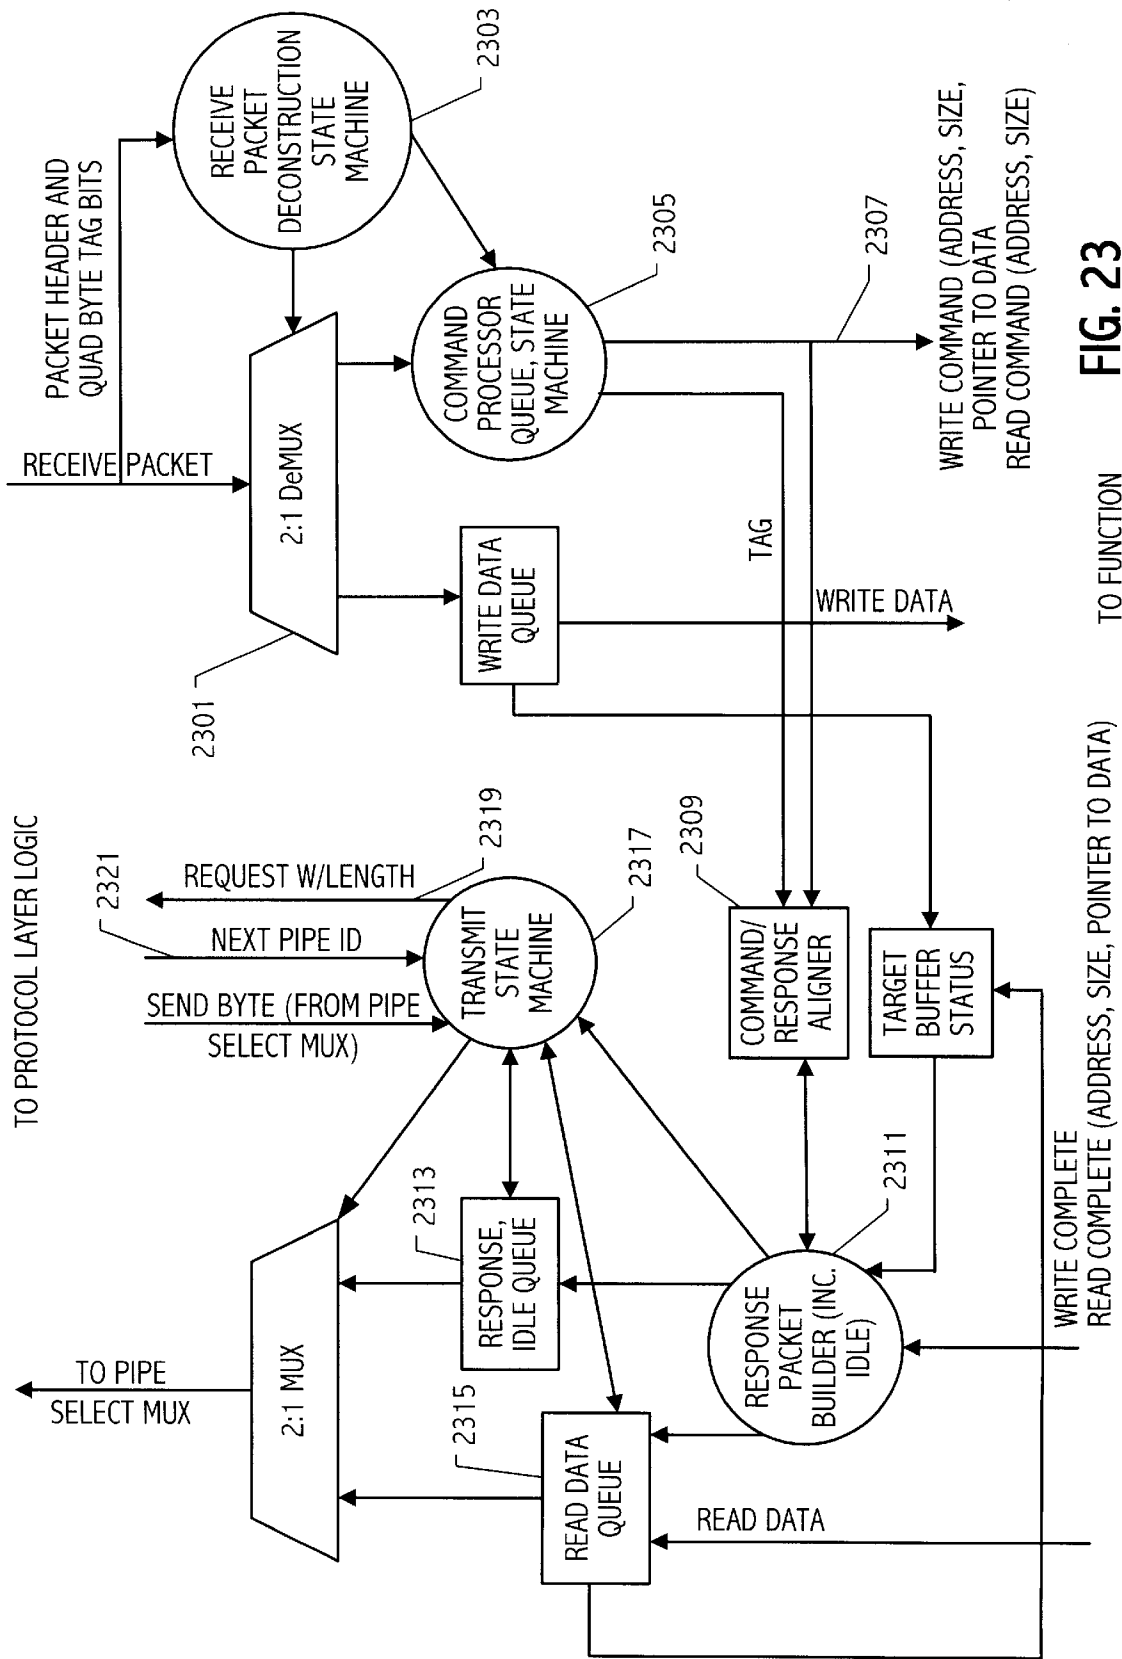 TO PROTOCOL LAYER LOGIC
2321
REQUEST W/LENGTH
2319
NEXT PIPE ID
SEND BYTE (FROM PIPE
SELECT MUX)
TRANSMIT
STATE
MACHINE
2317
TO PIPE
SELECT MUX
2:1 MUX
2313
RESPONSE,
IDLE QUEUE
2315
READ DATA
QUEUE
READ DATA
RESPONSE
PACKET
BUILDER (INC.
IDLE)
2311
COMMAND/
RESPONSE
ALIGNER
2309
TARGET
BUFFER
STATUS
WRITE COMPLETE
READ COMPLETE (ADDRESS, SIZE, POINTER TO DATA)
RECEIVE PACKET
PACKET HEADER AND
QUAD BYTE TAG BITS
RECEIVE
PACKET
DECONSTRUCTION
STATE
MACHINE
2303
2:1 DeMUX
2301
COMMAND
PROCESSOR
QUEUE, STATE
MACHINE
2305
WRITE DATA
QUEUE
TAG
WRITE DATA
2307
WRITE COMMAND (ADDRESS, SIZE,
POINTER TO DATA
READ COMMAND (ADDRESS, SIZE)
TO FUNCTION
FIG. 23